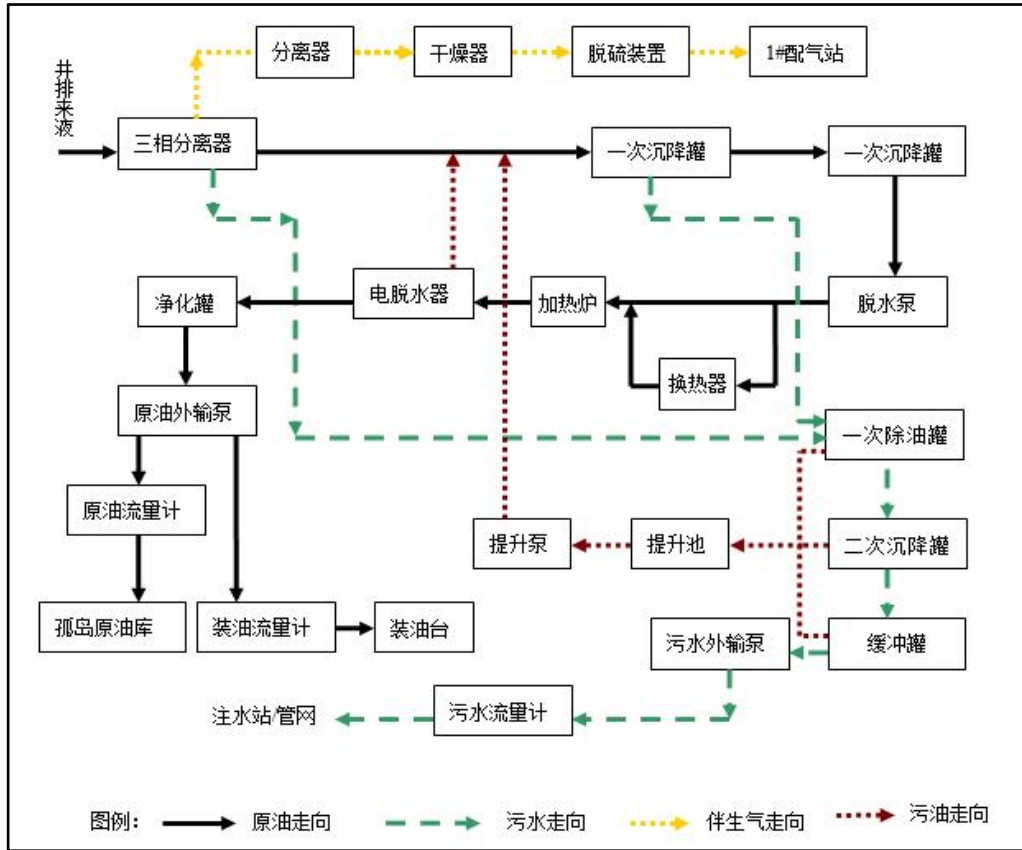 分离器
干燥器
脱硫装置
1#配气站
井排来液
三相分离器
一次沉降罐
一次沉降罐
净化罐
电脱水器
加热炉
脱水泵
换热器
原油外输泵
一次除油罐
原油流量计
提升泵
提升池
二次沉降罐
孤岛原油库
装油流量计
装油台
污水外输泵
缓冲罐
注水站/管网
污水流量计
图例：
原油走向
污水走向
伴生气走向
污油走向